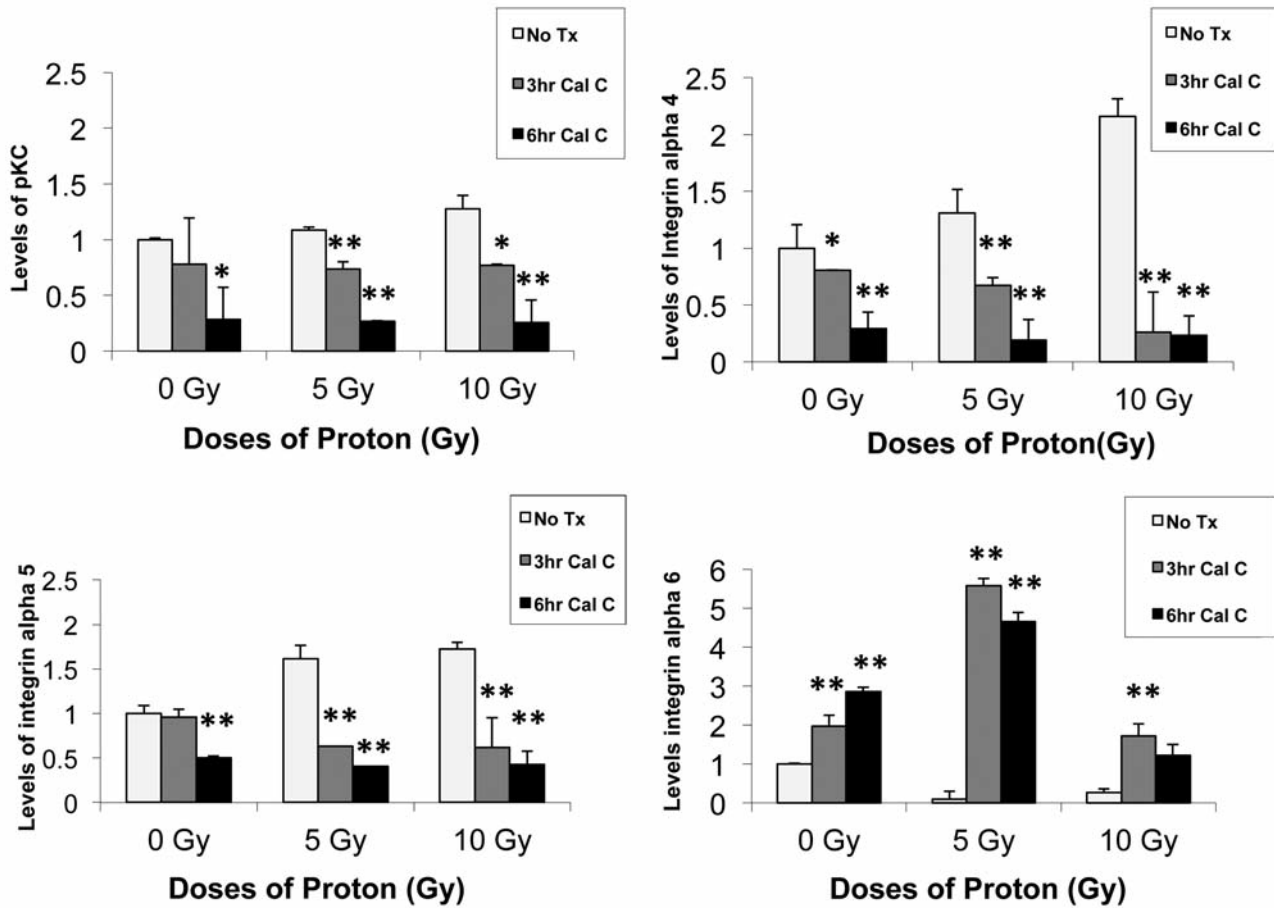 No Tx
3hr Cal C
6hr Cal C
Levels of pKC
2.5
2
1.5
1
0.5
0
*
**
**
*
**
0 Gy 5 Gy 10 Gy
Doses of Proton (Gy)
No Tx
3hr Cal C
6hr Cal C
Levels of Integrin alpha 4
2.5
2
1.5
1
0.5
0
*
**
**
**
**
**
0 Gy 5 Gy 10 Gy
Doses of Proton(Gy)
No Tx
3hr Cal C
6hr Cal C
Levels of integrin alpha 5
2.5
2
1.5
1
0.5
0
**
**
**
**
**
0 Gy 5 Gy 10 Gy
Doses of Proton (Gy)
No Tx
3hr Cal C
6hr Cal C
Levels integrin alpha 6
6
5
4
3
2
1
0
**
**
**
**
**
0 Gy 5 Gy 10 Gy
Doses of Proton (Gy)